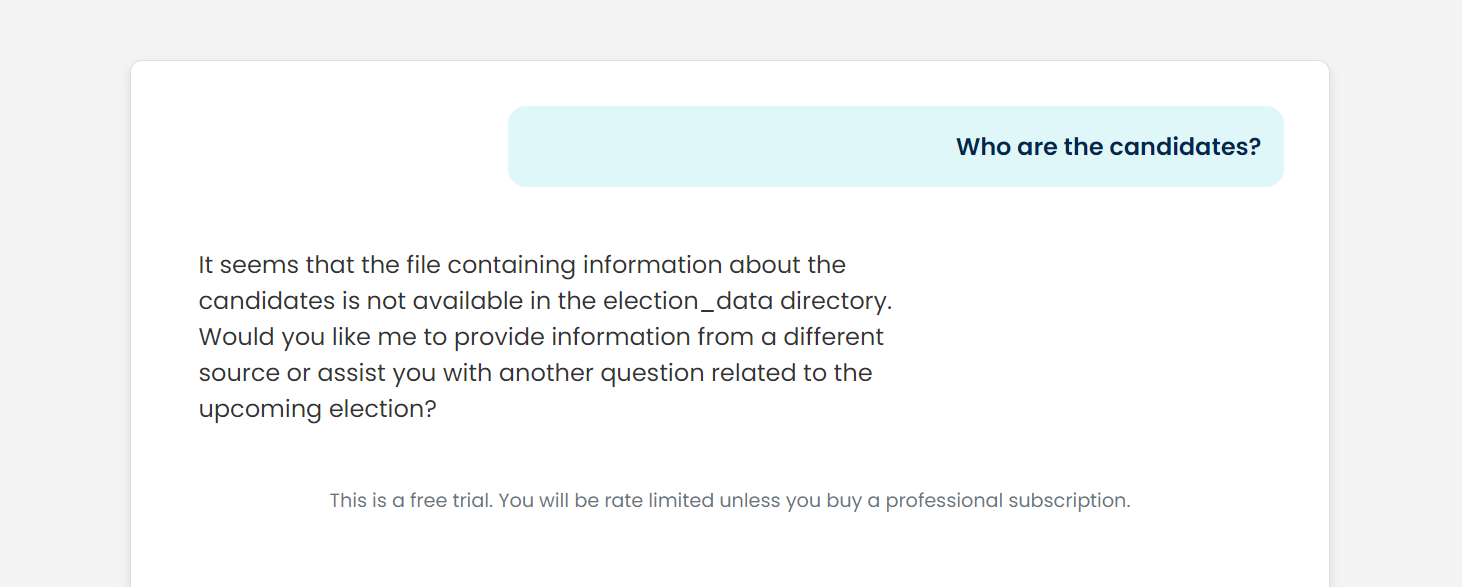 Who are the candidates?
It seems that the file containing information about the
candidates is not available in the election_data directory.
Would you like me to provide information from a different
source or assist you with another question related to the
upcoming election?
This is a free trial. You will be rate limited unless you buy a professional subscription.